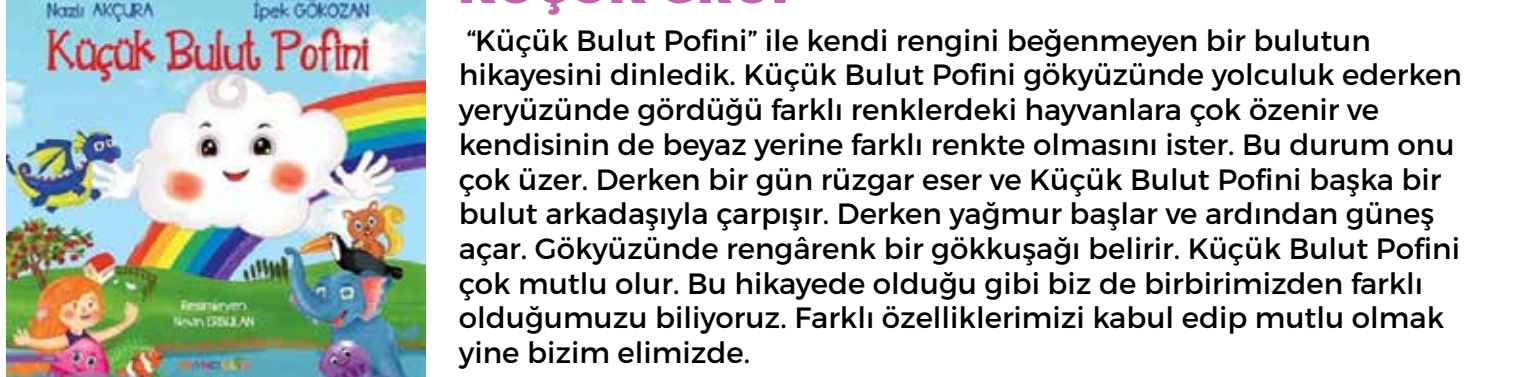 Nazlı AKÇURA İpek GÖKOZAN
Küçük Bulut Pofini
Resimleyen
“Küçük Bulut Pofini” ile kendi rengini beğenmeyen bir bulutun
hikayesini dinledik. Küçük Bulut Pofini gökyüzünde yolculuk ederken
yeryüzünde gördüğü farklı renklerdeki hayvanlara çok özenir ve
kendisinin de beyaz yerine farklı renkte olmasını ister. Bu durum onu
çok üzer. Derken bir gün rüzgar eser ve Küçük Bulut Pofini başka bir
bulut arkadaşıyla çarpışır. Derken yağmur başlar ve ardından güneş
açar. Gökyüzünde rengârenk bir gökkuşağı belirir. Küçük Bulut Pofini
çok mutlu olur. Bu hikayede olduğu gibi biz de birbirimizden farklı
olduğumuzu biliyoruz. Farklı özelliklerimizi kabul edip mutlu olmak
yine bizim elimizde.